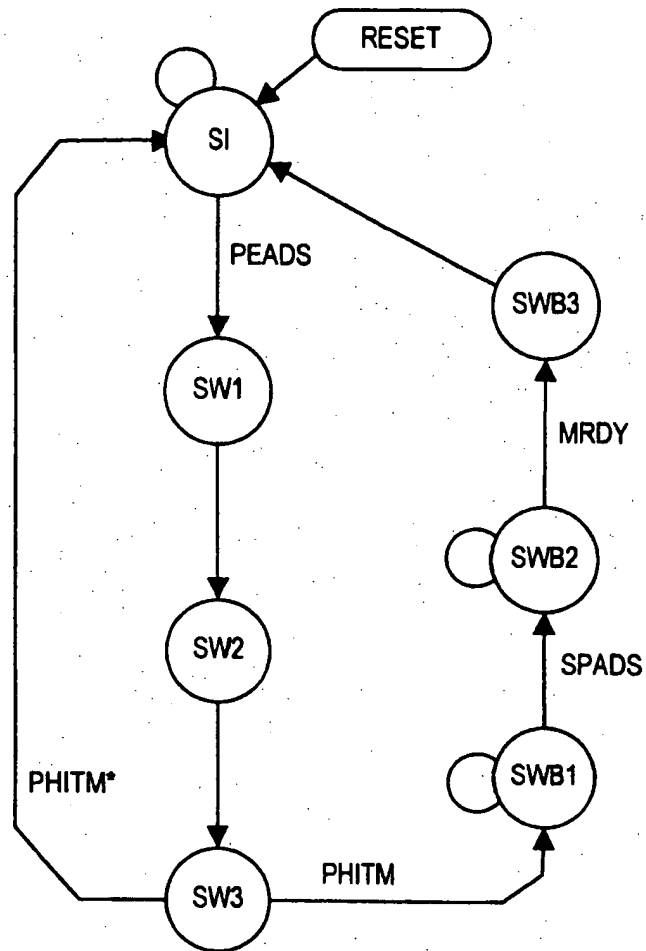 RESET
SI
PEADS
SWB3
SW1
MRDY
SWB2
SW2
SPADS
SWB1
PHITM*
PHITM
SW3